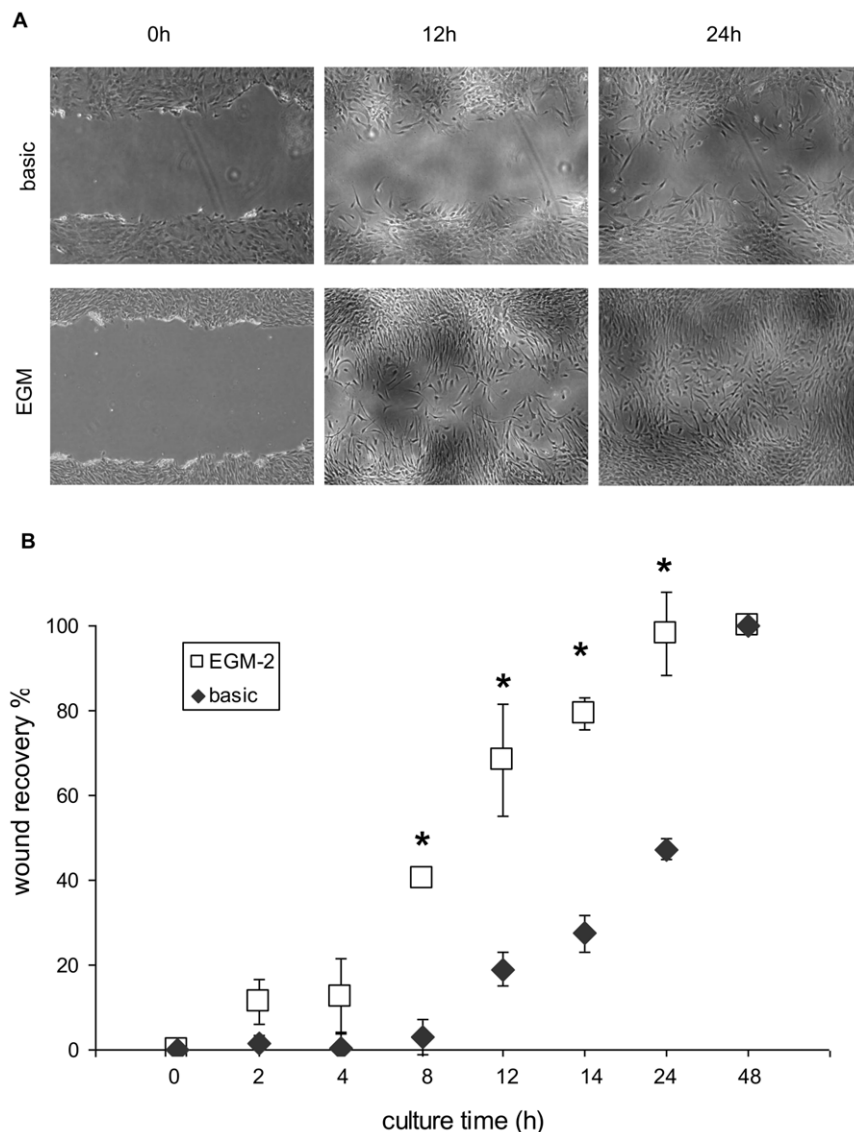 A
0h 12h 24h
basic
EGM
B
*
*
*
*
100
80
60
40
20
0
wound recovery %
EGM-2
basic
0 2 4 8 12 14 24 48
culture time (h)